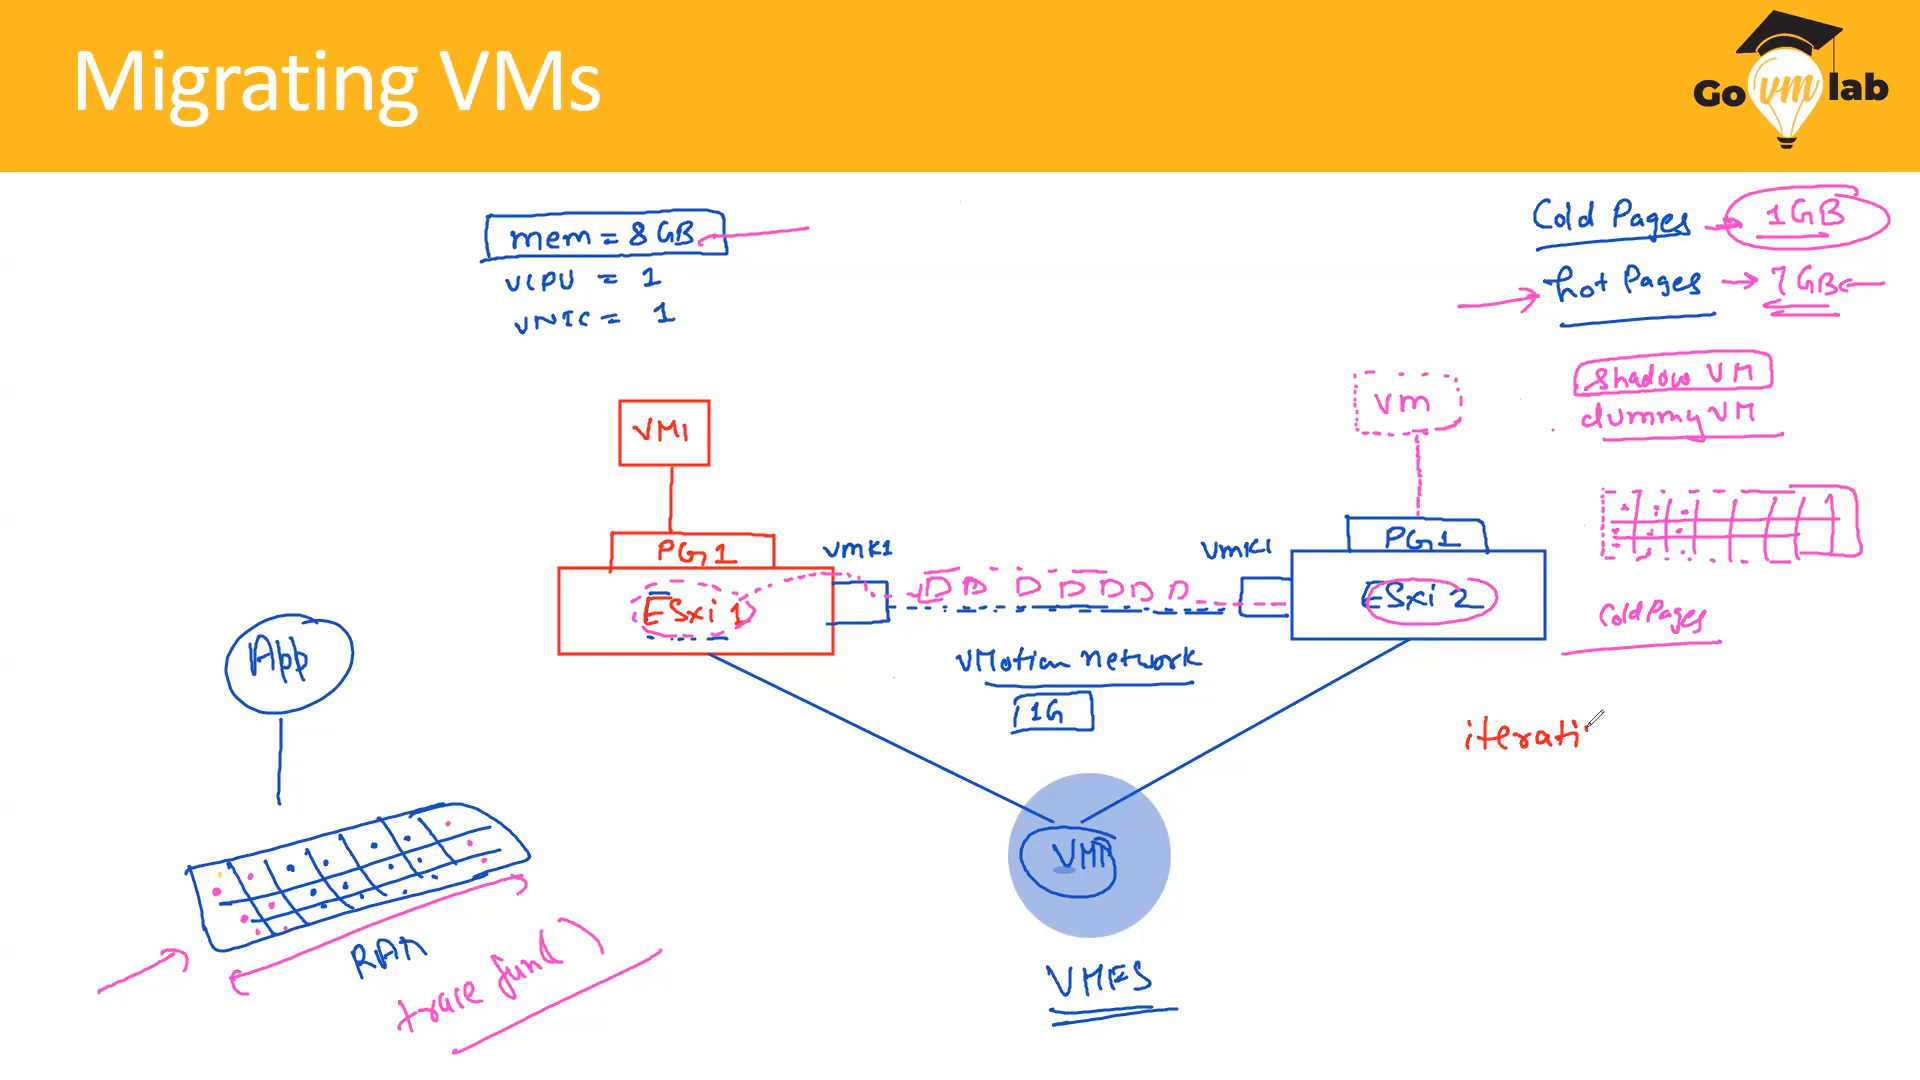 Migrating VMs
Go vm lab
mem = 8 GB
VCPU = 1
VNIC = 1
Cold Pages → 1GB
hot Pages → 7 GB
Shadow VM
dummy VM
VM1
vm
PG1
PG1
vmk1
vmk1
ESxi 1
D D D D D D D
ESxi 2
Cold Pages
App
vMotion network
1G
iterati
VM1
RAM
trace fun( )
VMFS